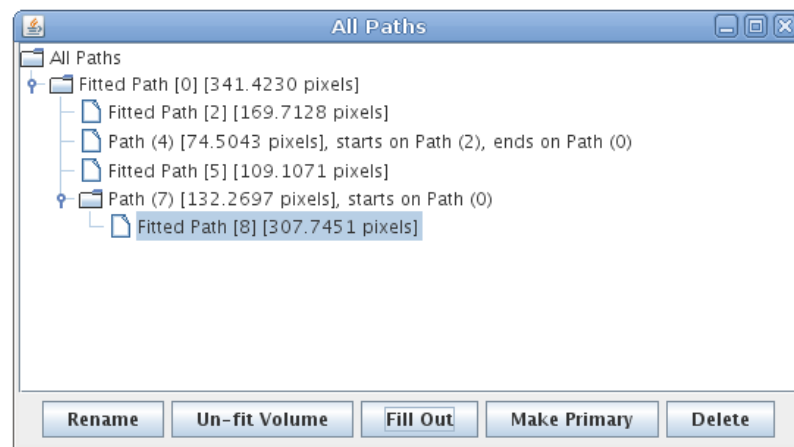 All Paths
All Paths
Fitted Path [0] [341.4230 pixels]
Fitted Path [2] [169.7128 pixels]
Path (4) [74.5043 pixels], starts on Path (2), ends on Path (0)
Fitted Path [5] [109.1071 pixels]
Path (7) [132.2697 pixels], starts on Path (0)
Fitted Path [8] [307.7451 pixels]
Rename Un-fit Volume Fill Out Make Primary Delete